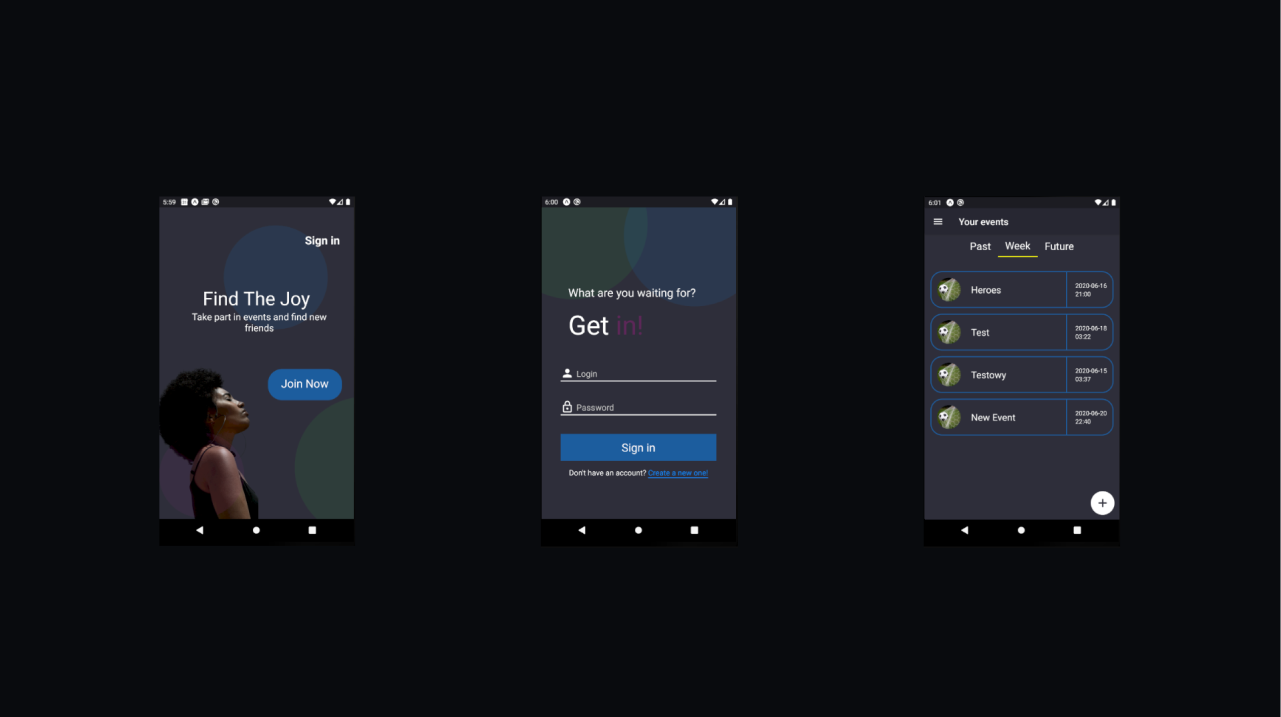 5:59
Sign in
Find The Joy
Take part in events and find new
friends
Join Now
6:00
What are you waiting for?
Get in!
Login
Password
Sign in
Don't have an account? Create a new one!
6:01
Your events
Past Week Future
Heroes
2020-06-16
21:00
Test
2020-06-18
03:22
Testowy
2020-06-15
03:37
New Event
2020-06-20
22:40